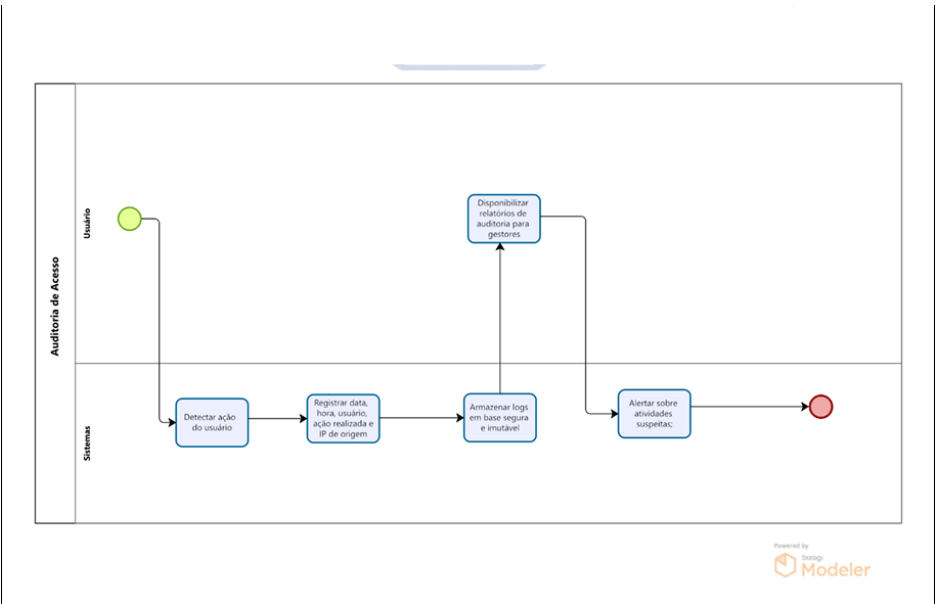 Auditoria de Acesso
Usuário
Disponibilizar
relatórios de
auditoria para
gestores
Sistemas
Detectar ação
do usuário
Registrar data,
hora, usuário,
ação realizada e
IP de origem
Armazenar logs
em base segura
e imutável
Alertar sobre
atividades
suspeitas;
Powered by
bizagi
Modeler